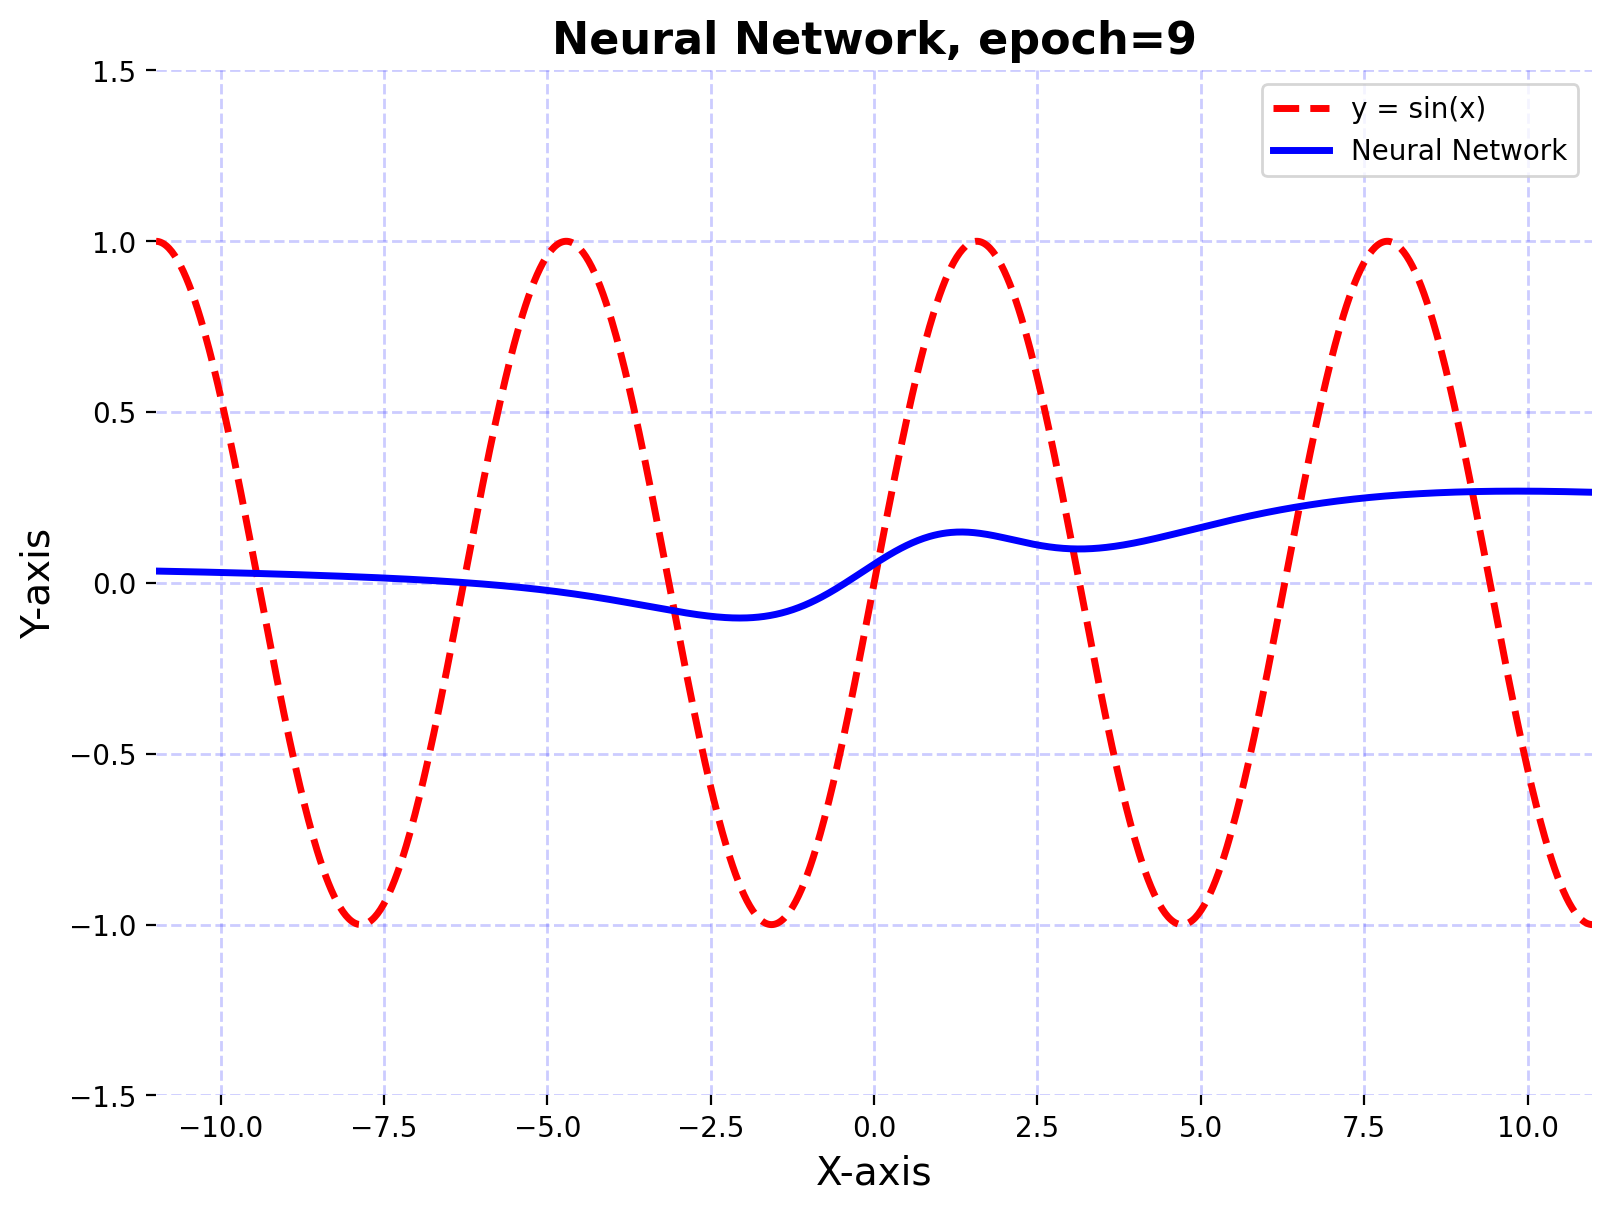 Neural Network, epoch=9
y = sin(x)
Neural Network
1.5
1.0
0.5
0.0
−0.5
−1.0
−1.5
Y-axis
−10.0 −7.5 −5.0 −2.5 0.0 2.5 5.0 7.5 10.0
X-axis